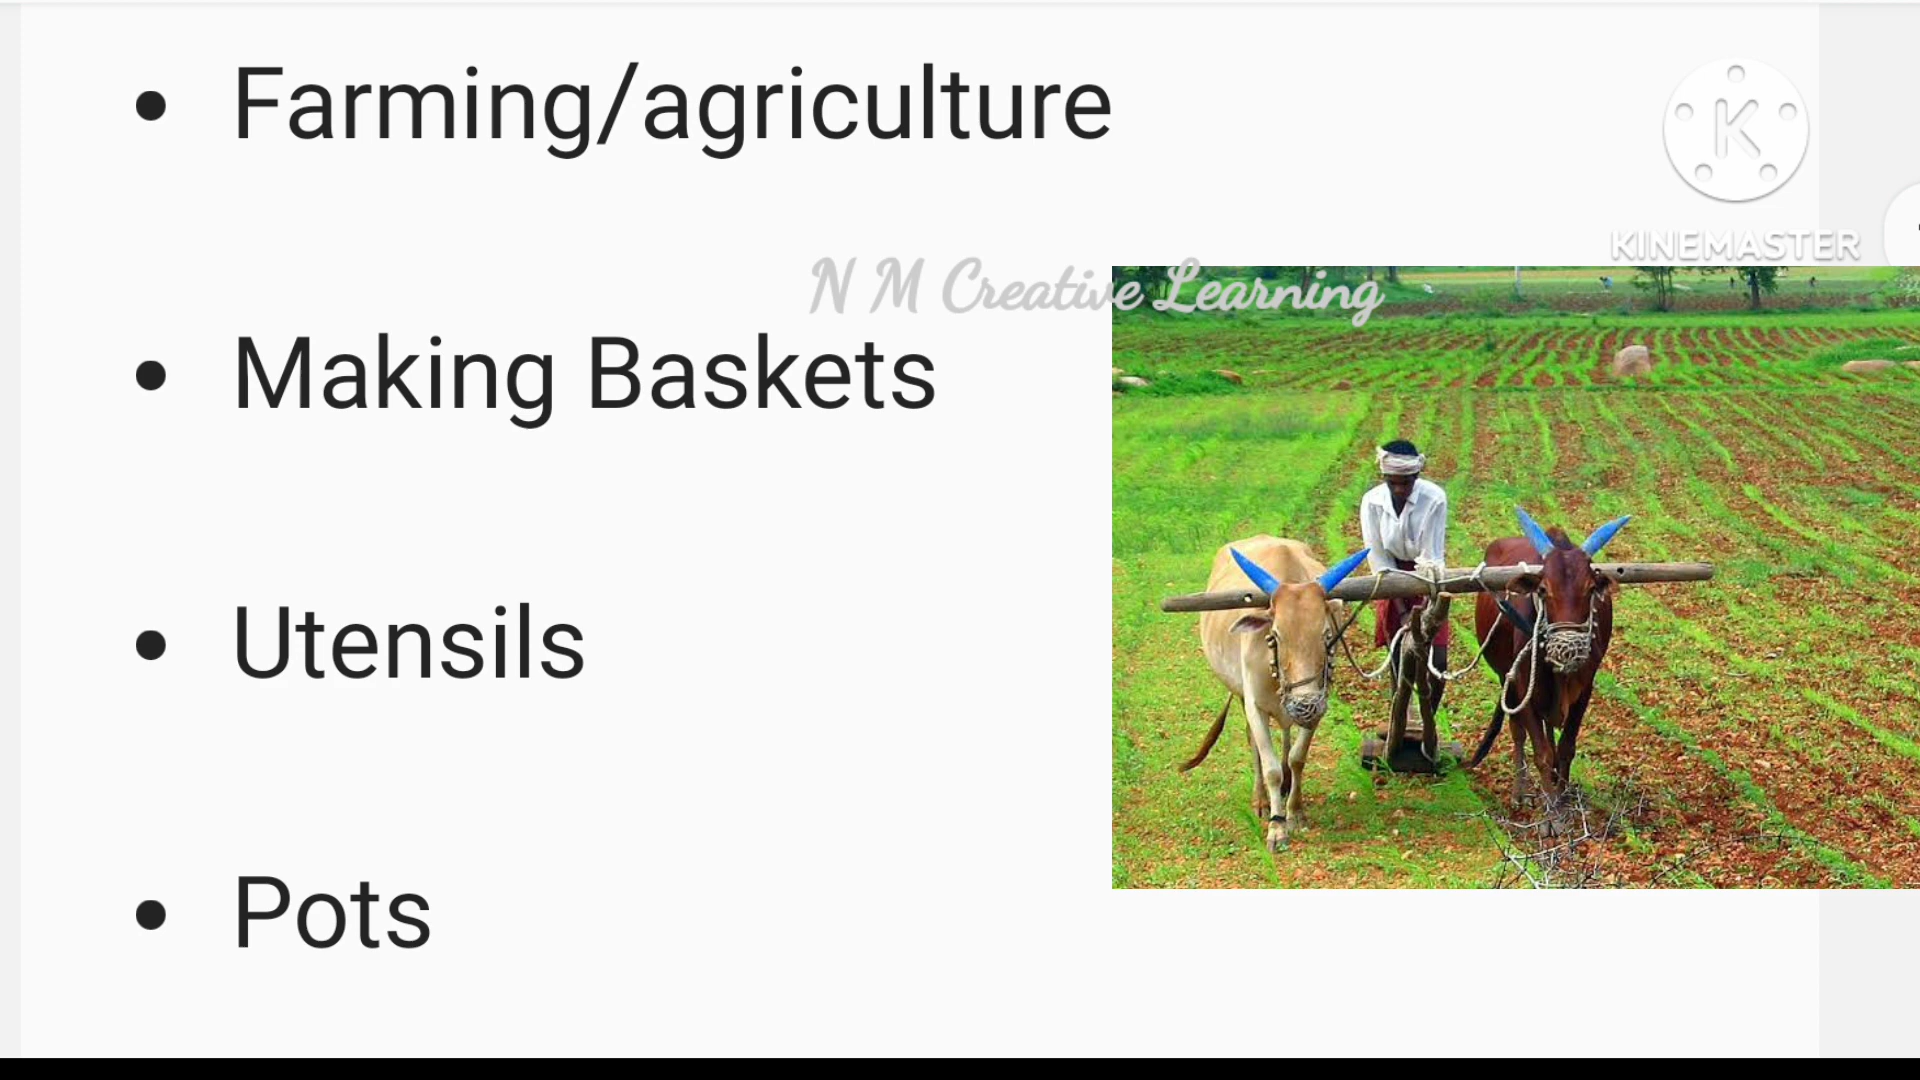 • Farming/agriculture
K
KINEMASTER
N M Creative Learning
• Making Baskets
• Utensils
• Pots